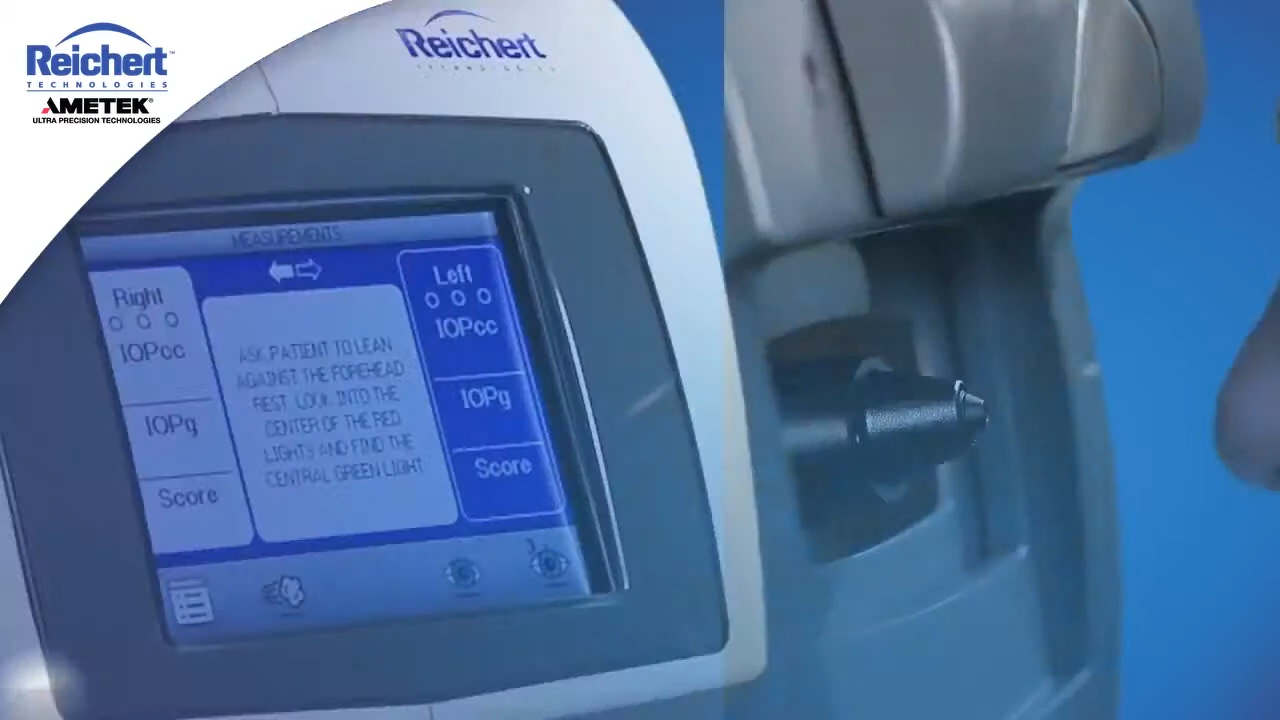 Reichert™
TECHNOLOGIES
AMETEK®
ULTRA PRECISION TECHNOLOGIES
Reichert
MEASUREMENTS
Right
IOPcc
IOPg
Score
ASK PATIENT TO LEAN
AGAINST THE FOREHEAD
REST LOOK INTO THE
CENTER OF THE RED
LIGHTS AND FIND THE
CENTRAL GREEN LIGHT
Left
IOPcc
IOPg
Score